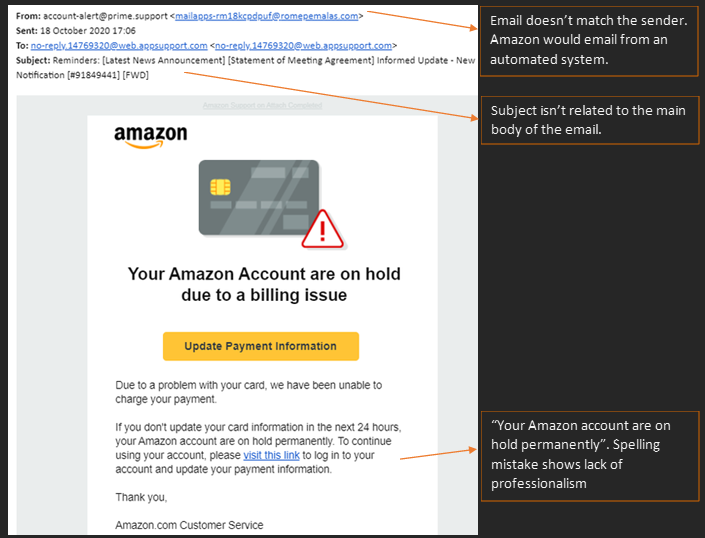 From: account-alert@prime.support <mailapps-rm18kcpdpuf@romepemalas.com>
Sent: 18 October 2020 17:06
To: no-reply.14769320@web.appsupport.com <no-reply.14769320@web.appsupport.com>
Subject: Reminders: [Latest News Announcement] [Statement of Meeting Agreement] Informed Update - New
Notification [#91849441] [FWD]
Amazon Support on Attach Completed
amazon
Your Amazon Account are on hold
due to a billing issue
Update Payment Information
Due to a problem with your card, we have been unable to
charge your payment.
If you don't update your card information in the next 24 hours,
your Amazon account are on hold permanently. To continue
using your account, please visit this link to log in to your
account and update your payment information.
Thank you,
Amazon.com Customer Service
Email doesn’t match the sender.
Amazon would email from an
automated system.
Subject isn’t related to the main
body of the email.
“Your Amazon account are on
hold permanently”. Spelling
mistake shows lack of
professionalism